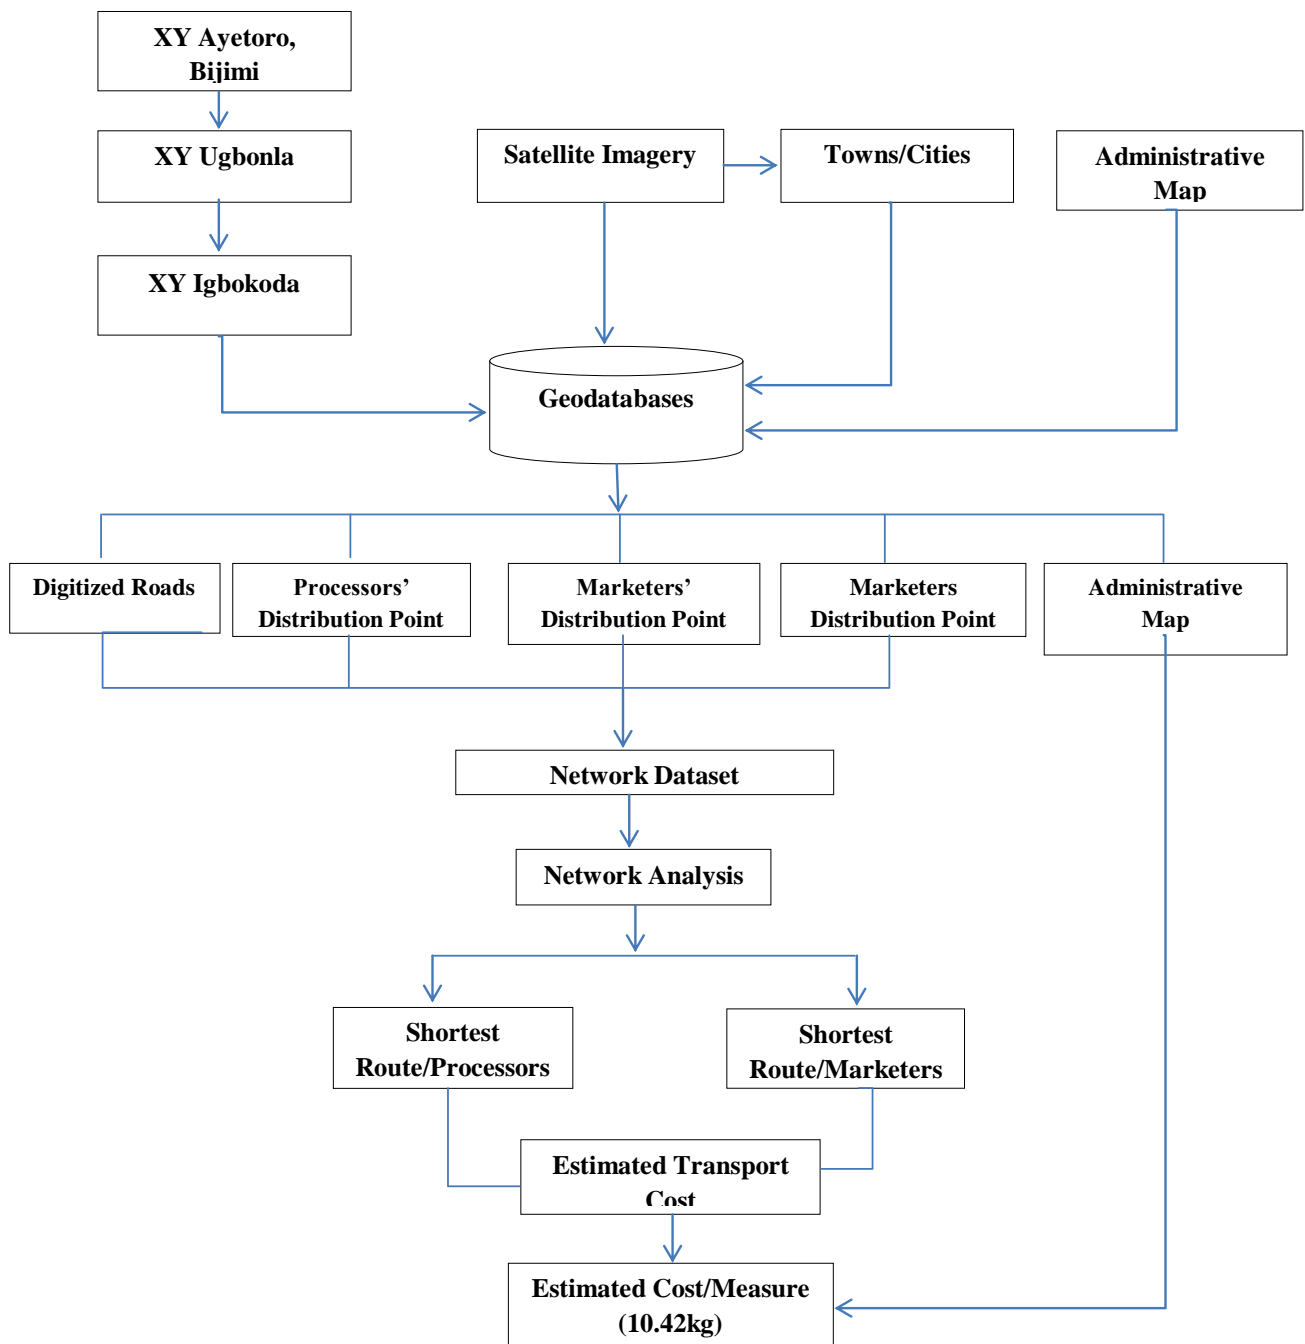 XY Ayetoro,
Bijimi
XY Ugbonla
Satellite Imagery
Towns/Cities
Administrative
Map
XY Igbokoda
Geodatabases
Digitized Roads
Processors’
Distribution Point
Marketers’
Distribution Point
Marketers
Distribution Point
Administrative
Map
Network Dataset
Network Analysis
Shortest
Route/Processors
Shortest
Route/Marketers
Estimated Transport
Cost
Estimated Cost/Measure
(10.42kg)